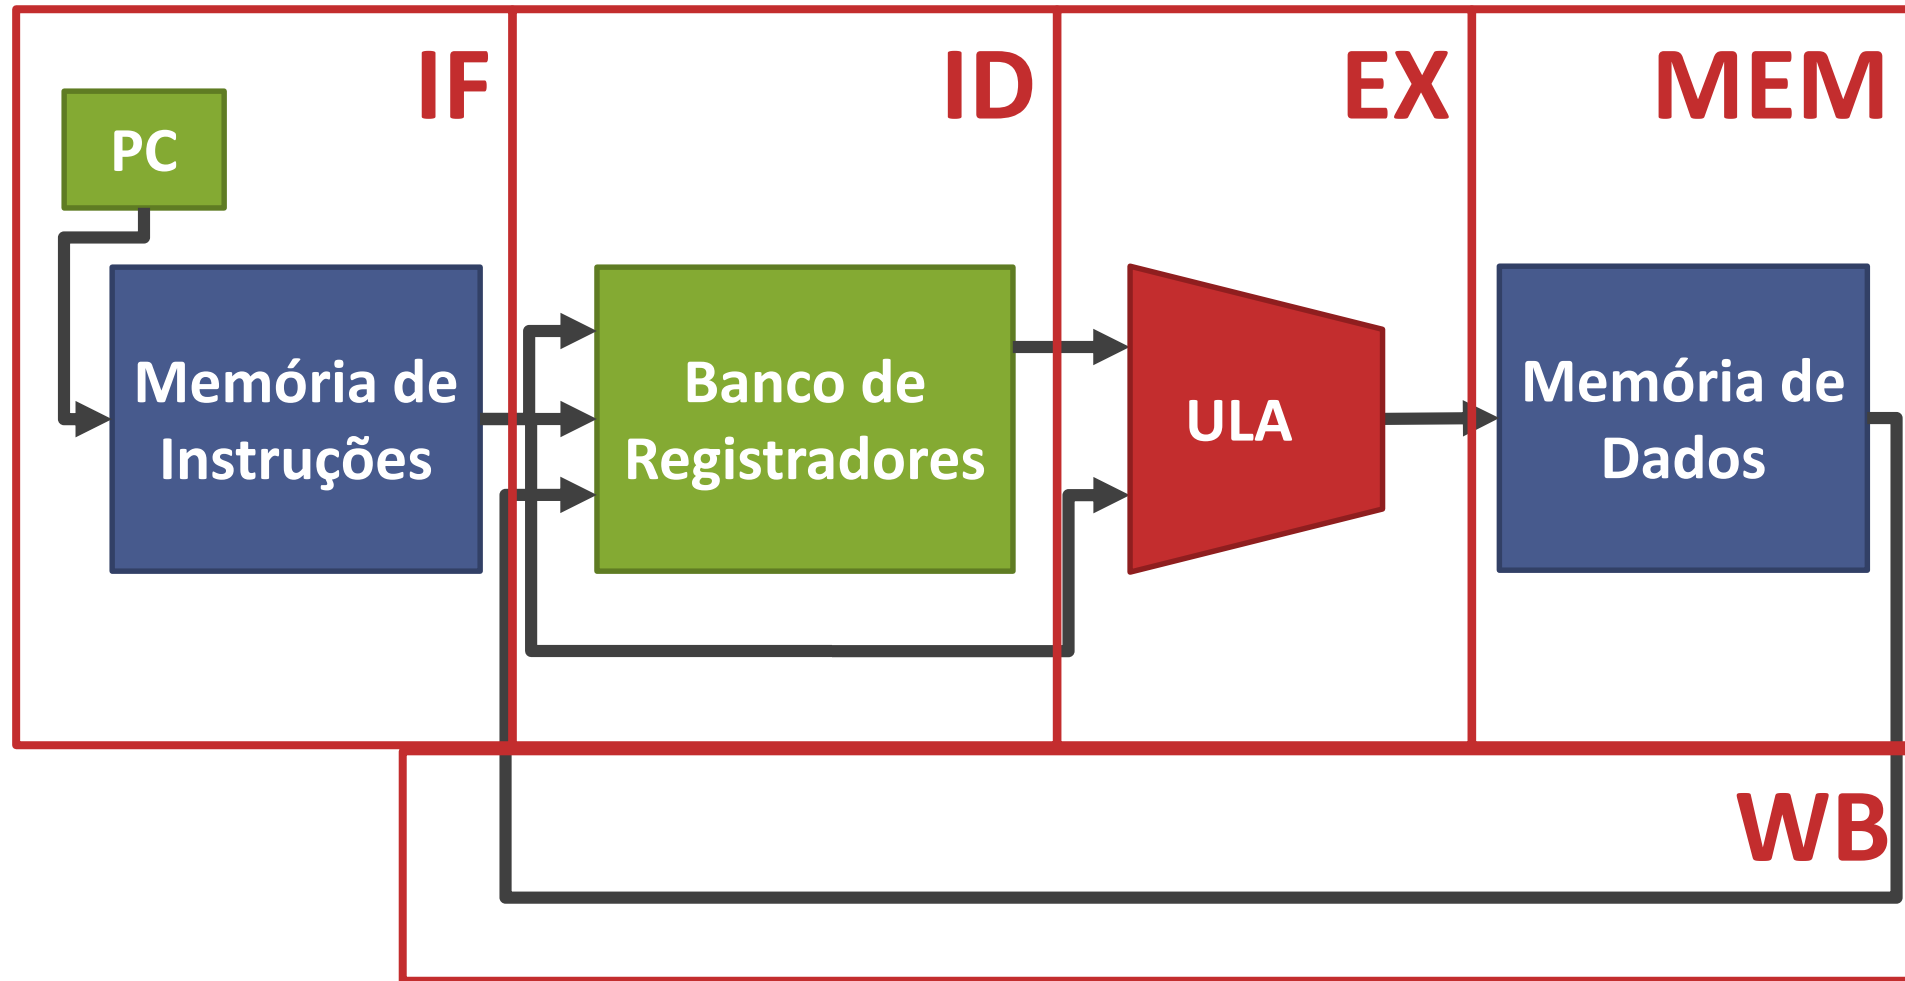 IF
ID
EX
MEM
PC
Memória de
Instruções
Banco de
Registradores
ULA
Memória de
Dados
WB